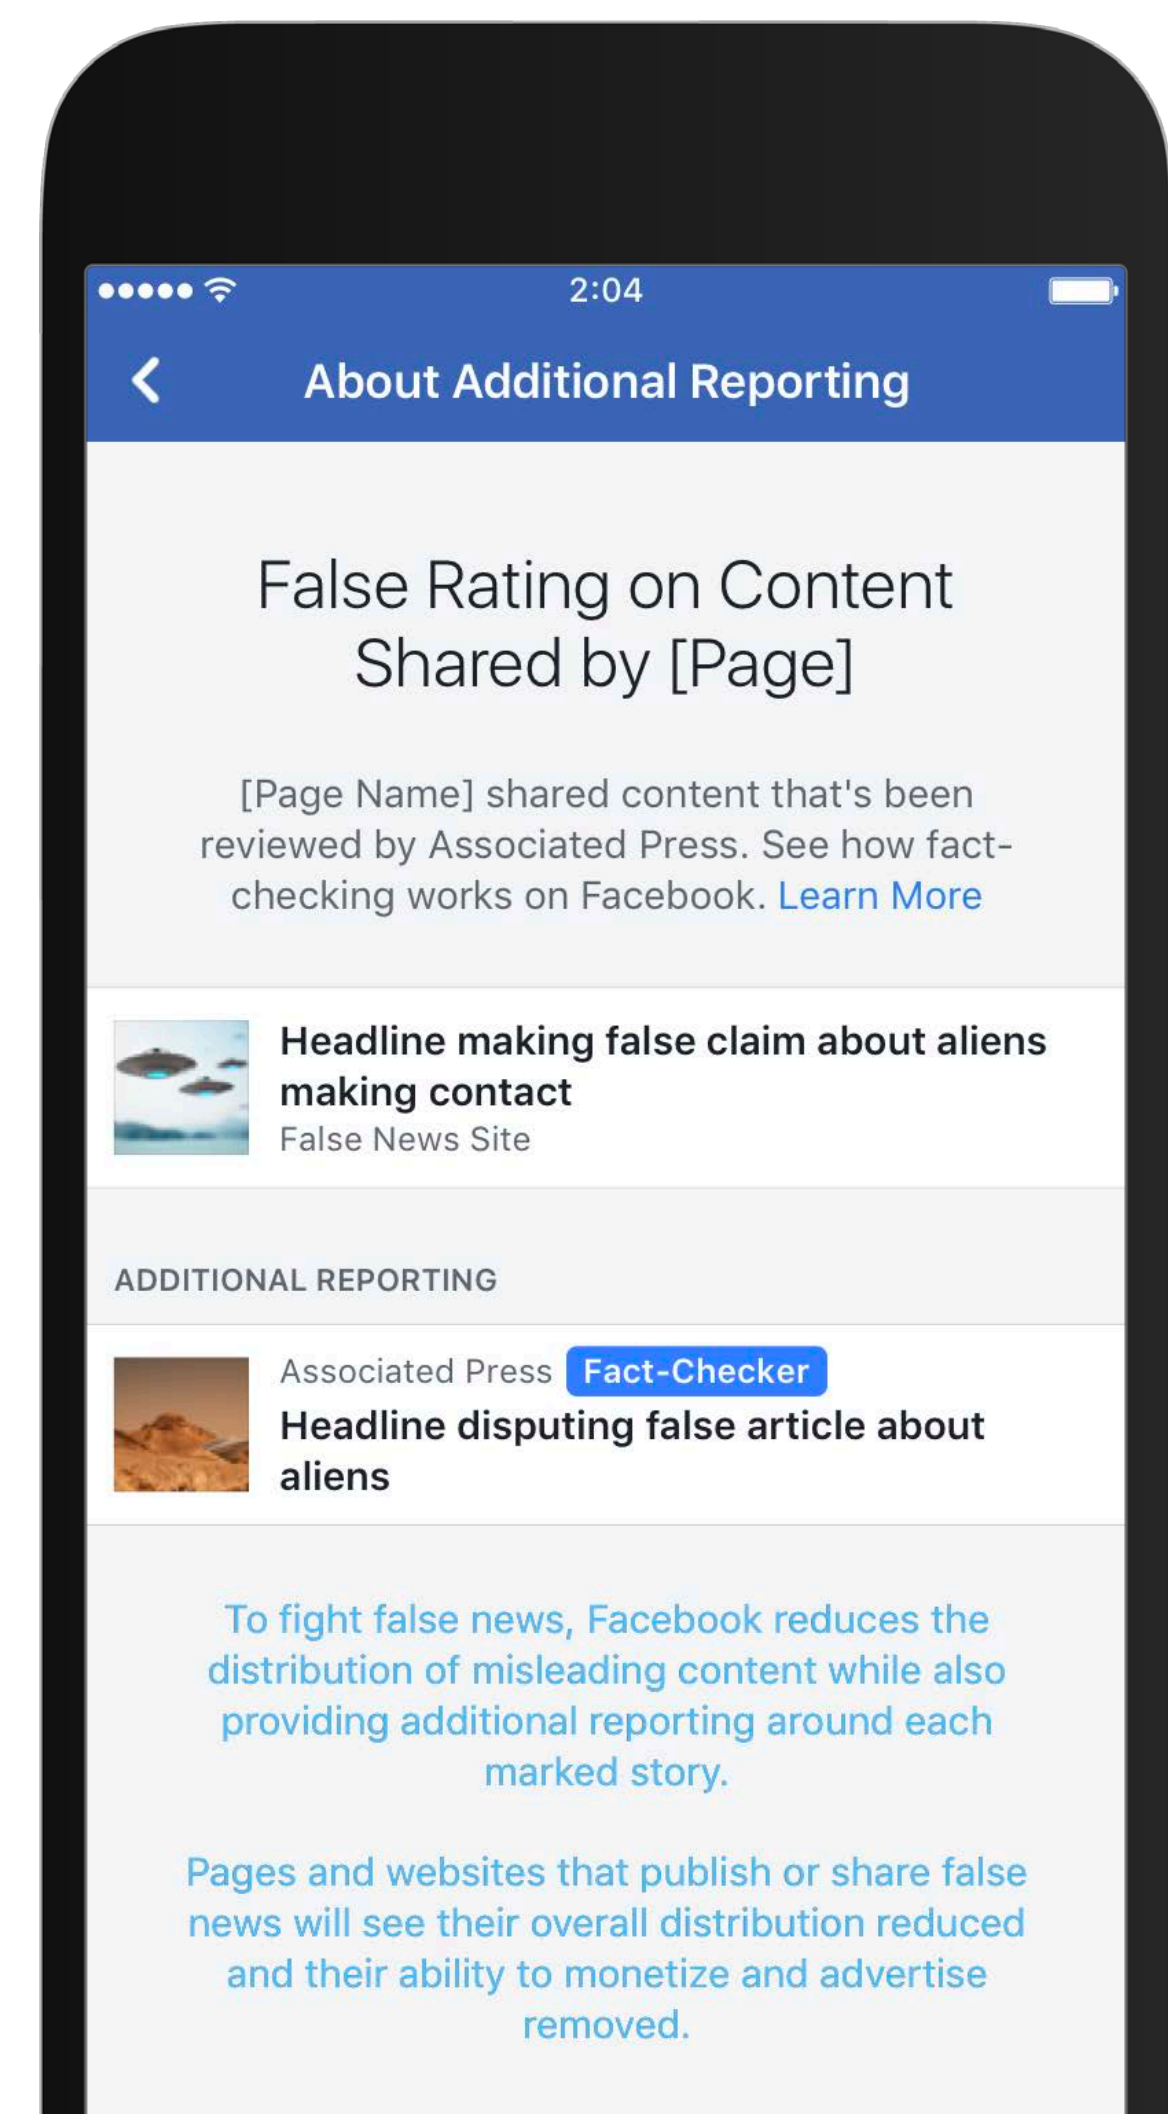 2:04
About Additional Reporting
False Rating on Content
Shared by [Page]
[Page Name] shared content that's been
reviewed by Associated Press. See how fact-
checking works on Facebook. Learn More
Headline making false claim about aliens
making contact
False News Site
ADDITIONAL REPORTING
Associated Press Fact-Checker
Headline disputing false article about
aliens
To fight false news, Facebook reduces the
distribution of misleading content while also
providing additional reporting around each
marked story.
Pages and websites that publish or share false
news will see their overall distribution reduced
and their ability to monetize and advertise
removed.